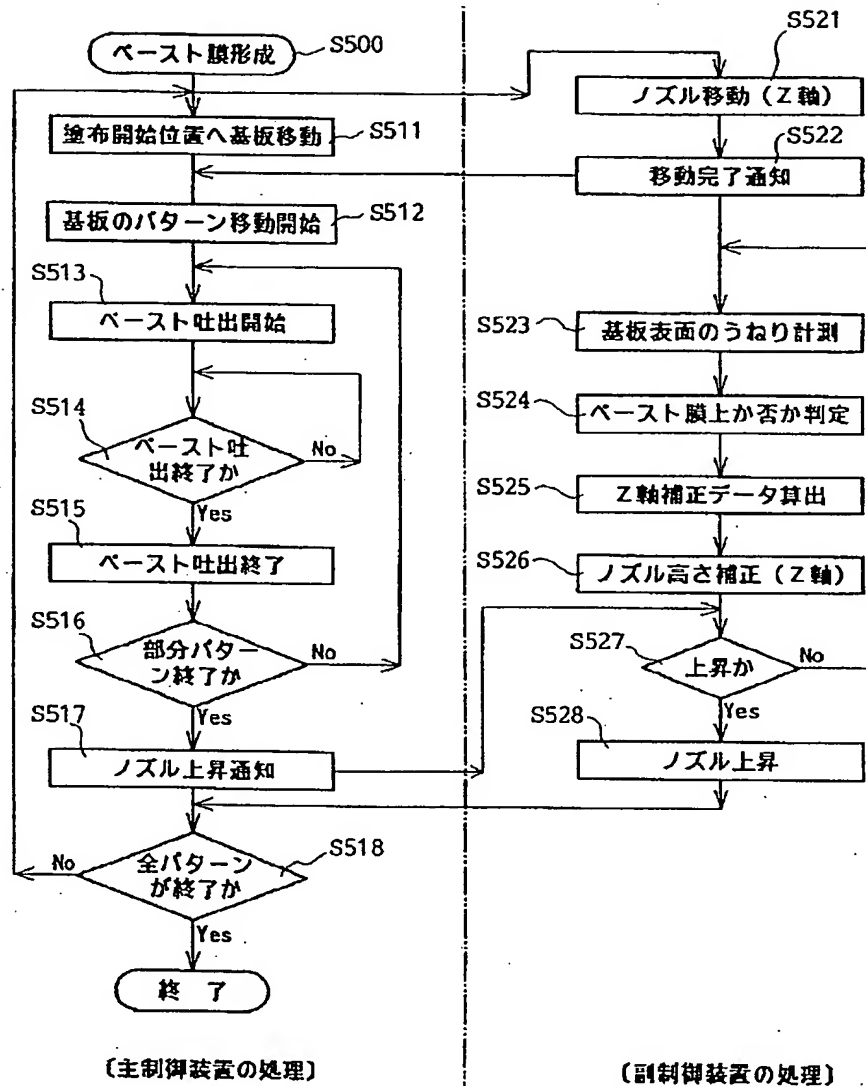 ペースト膜形成
S500
塗布開始位置へ基板移動
S511
基板のパターン移動開始
S512
S513
ペースト吐出開始
S514
ペースト吐
出終了か
No
Yes
S515
ペースト吐出終了
S516
部分パター
ン終了か
No
Yes
S517
ノズル上昇通知
全パターン
が終了か
S518
No
Yes
終 了
〔主制御装置の処理〕
S521
ノズル移動（Z軸）
S522
移動完了通知
S523
基板表面のうねり計測
S524
ペースト膜上か否か判定
S525
Z軸補正データ算出
S526
ノズル高さ補正（Z軸）
S527
上昇か
No
Yes
S528
ノズル上昇
〔副制御装置の処理〕